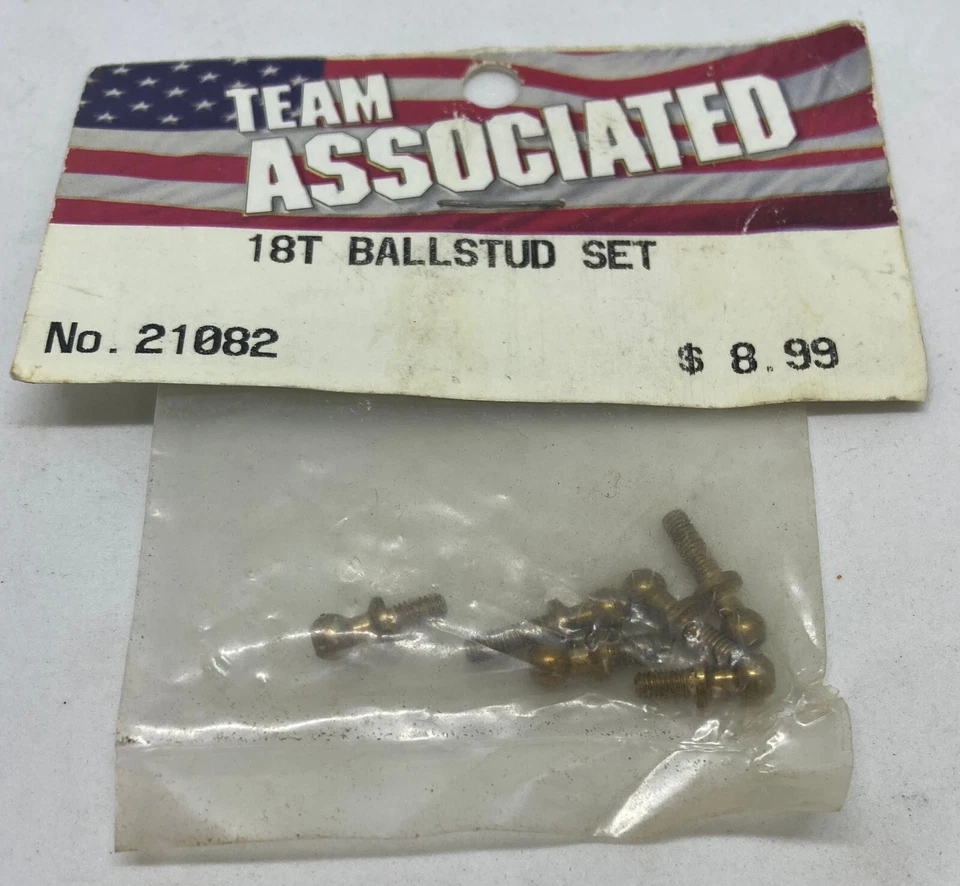 TEAM
ASSOCIATED
18T BALLSTUD SET
No. 21082 $ 8.99